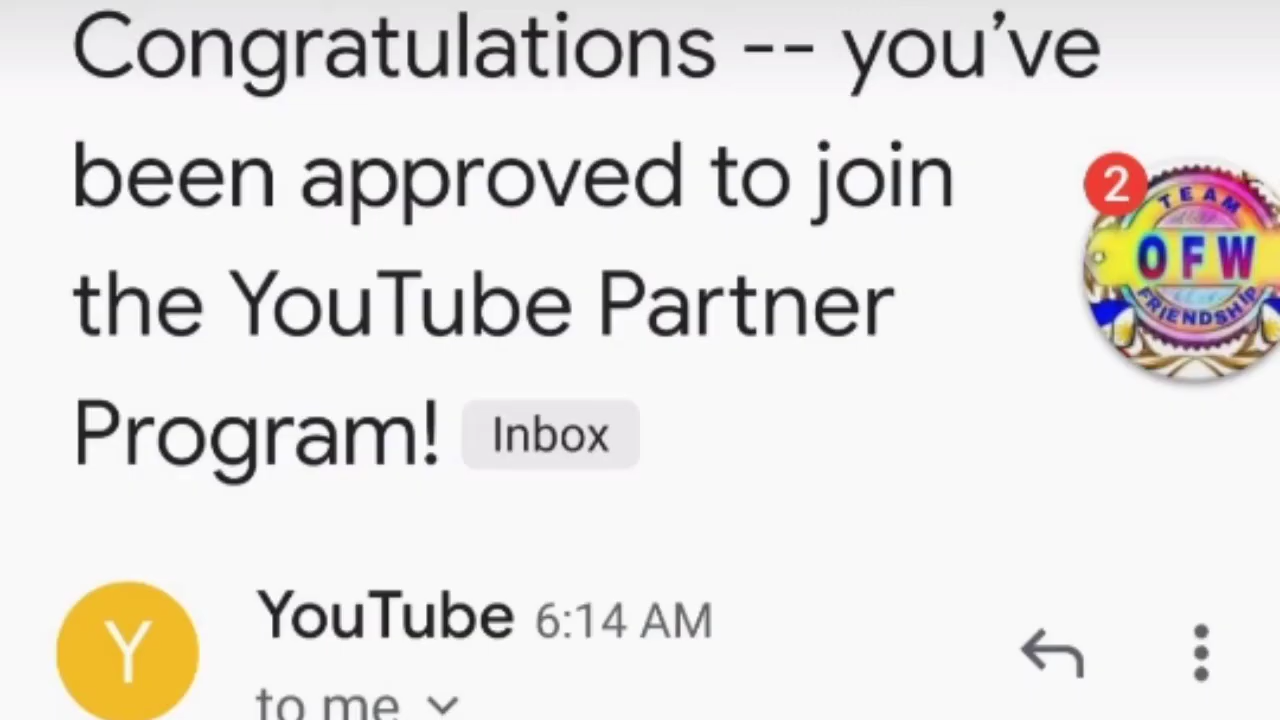 Congratulations -- you’ve
been approved to join
the YouTube Partner
Program! Inbox
2
TEAM
OFW
FRIENDSHIP
Y
YouTube 6:14 AM
to me